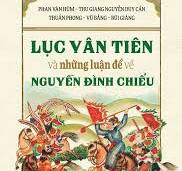 PHAN VĂN HÙM - THU GIANG NGUYỄN DUY CẦN
THUẦN PHONG - VŨ BẰNG - BÙI GIÁNG
LỤC VÂN TIÊN
và những luận đề về
NGUYỄN ĐÌNH CHIỂU